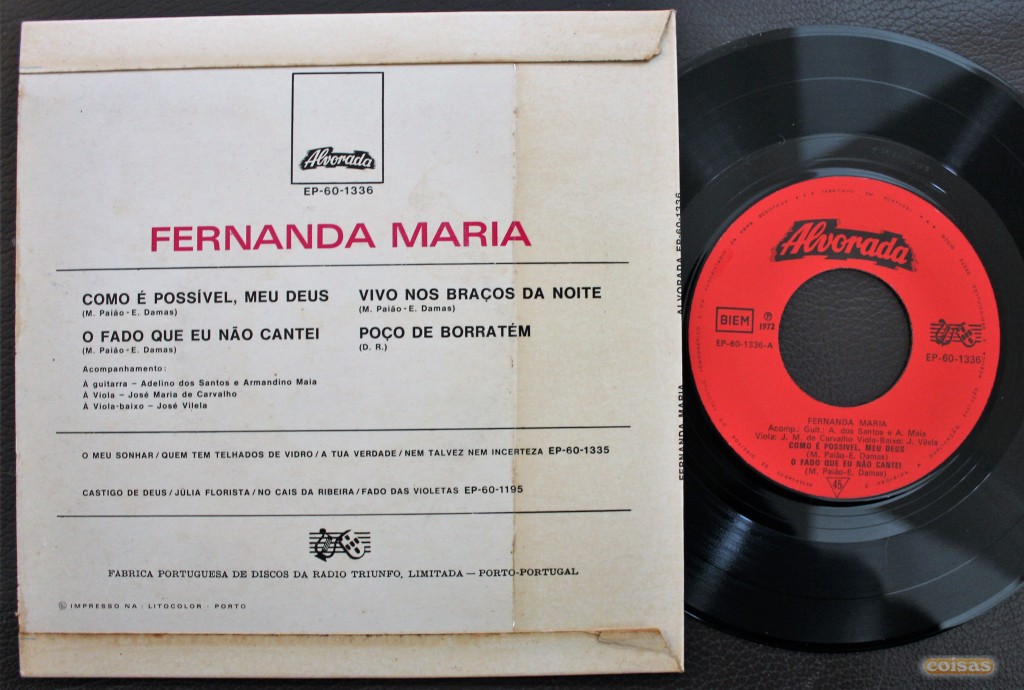 Alvorada
EP-60-1336
FERNANDA MARIA
COMO É POSSÍVEL, MEU DEUS
(M. Paião - E. Damas)
O FADO QUE EU NÃO CANTEI
(M. Paião - E. Damas)
VIVO NOS BRAÇOS DA NOITE
(M. Paião - E. Damas)
POÇO DE BORRATÉM
(D. R.)
Acompanhamento:
À guitarra — Adelino dos Santos e Armandino Maia
À Viola — José Maria de Carvalho
À Viola-baixo — José Vilela
O MEU SONHAR / QUEM TEM TELHADOS DE VIDRO / A TUA VERDADE / NEM TALVEZ NEM INCERTEZA EP-60-1335
CASTIGO DE DEUS / JÚLIA FLORISTA / NO CAIS DA RIBEIRA / FADO DAS VIOLETAS EP-60-1195
FABRICA PORTUGUESA DE DISCOS DA RADIO TRIUNFO, LIMITADA — PORTO-PORTUGAL
IMPRESSO NA : LITOCOLOR - PORTO
ALVORADA EP-60-1336
FERNANDA MARIA
Alvorada
BIEM
℗
1972
EP-60-1336-A
EP-60-1336
FERNANDA MARIA
Acomp.: Guit.: A. dos Santos e A. Maia
Viola: J. M. de Carvalho Viola-Baixo: J. Vilela
COMO É POSSIVEL, MEU DEUS
(M. Paião-E. Damas)
O FADO QUE EU NÃO CANTEI
(M. Paião-E. Damas)
45
coisas